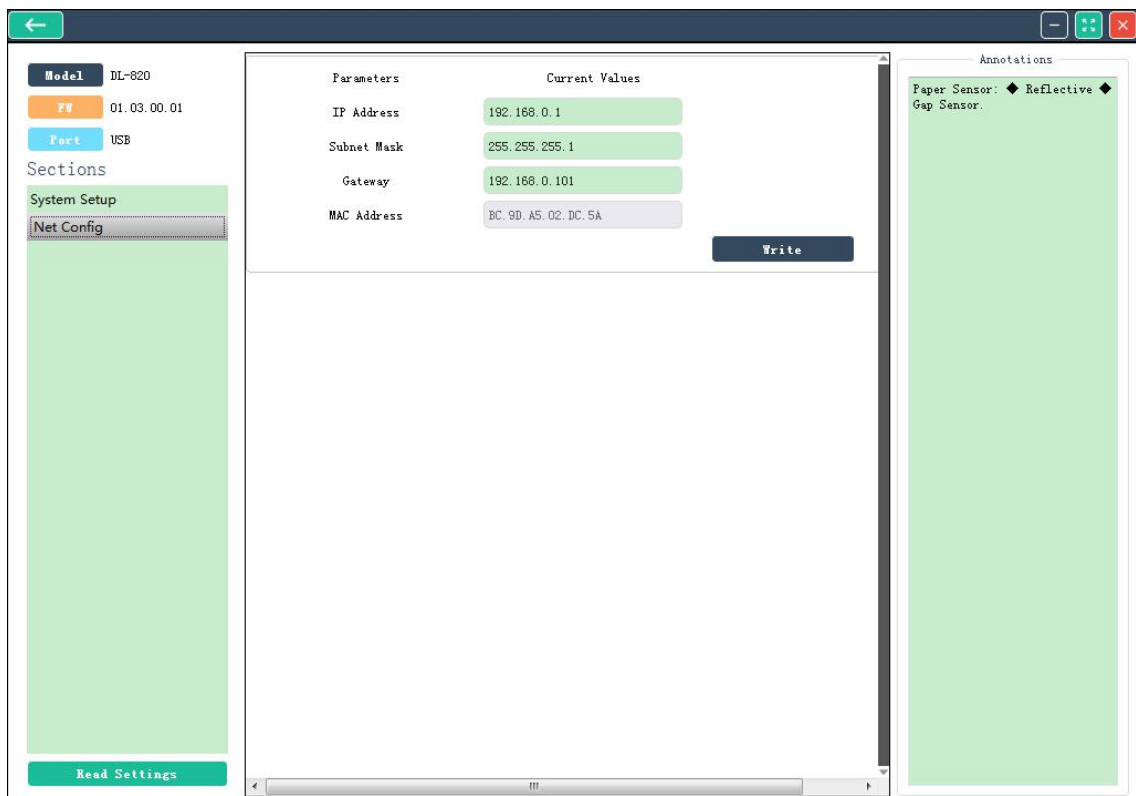 Model DL-820
FW 01.03.00.01
Port USB
Sections
System Setup
Net Config
Read Settings
Parameters Current Values
IP Address 192.168.0.1
Subnet Mask 255.255.255.1
Gateway 192.168.0.101
MAC Address BC.9D.A5.02.DC.5A
Write
Annotations
Paper Sensor: ◆ Reflective ◆
Gap Sensor.